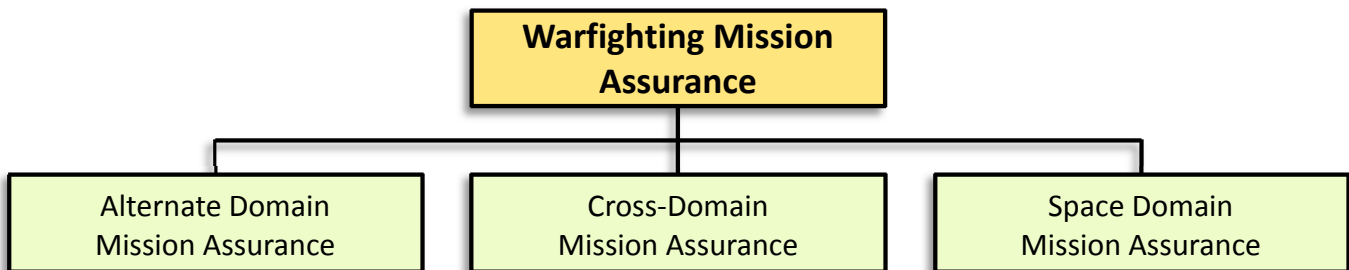 Warfighting Mission
Assurance
Alternate Domain
Mission Assurance
Cross-Domain
Mission Assurance
Space Domain
Mission Assurance